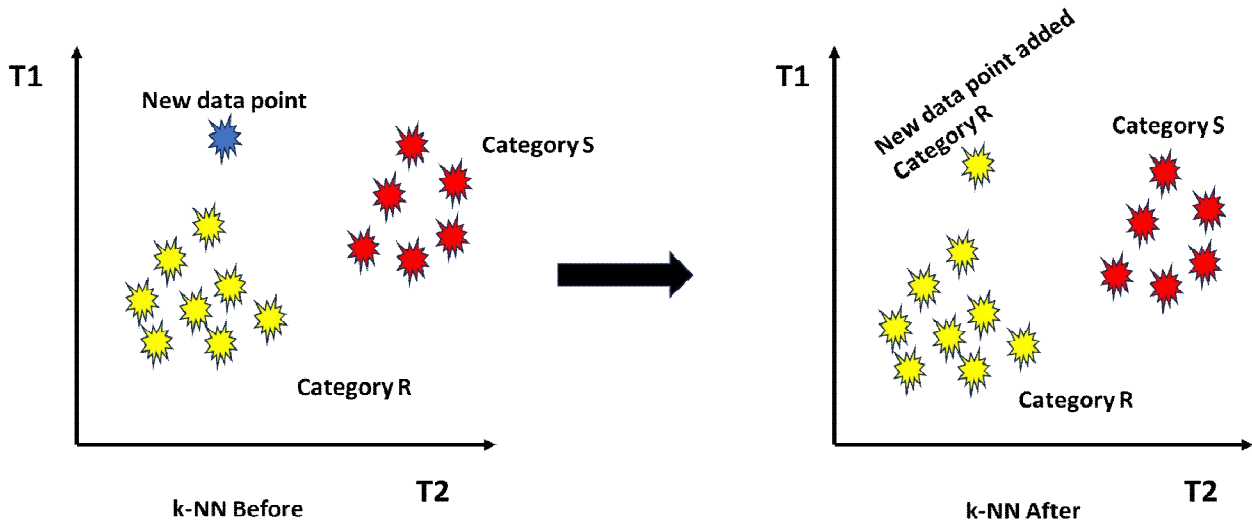 T1
New data point
Category S
Category R
T2
k-NN Before
T1
New data point added
Category R
Category S
Category R
T2
k-NN After